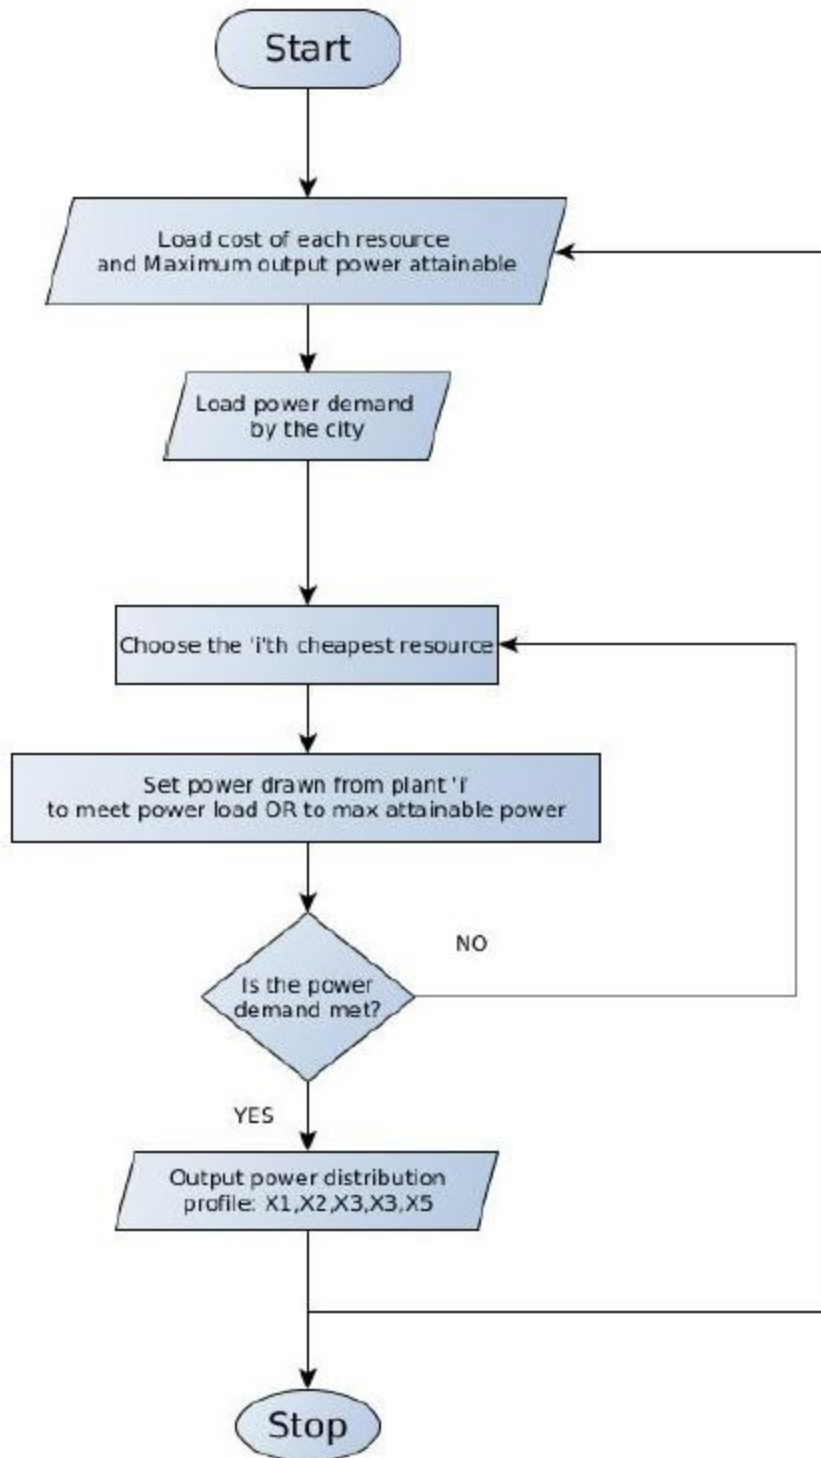 Start
Load cost of each resource
and Maximum output power attainable
Load power demand
by the city
Choose the 'i'th cheapest resource
Set power drawn from plant 'i'
to meet power load OR to max attainable power
NO
Is the power
demand met?
YES
Output power distribution
profile: X1,X2,X3,X3,X5
Stop